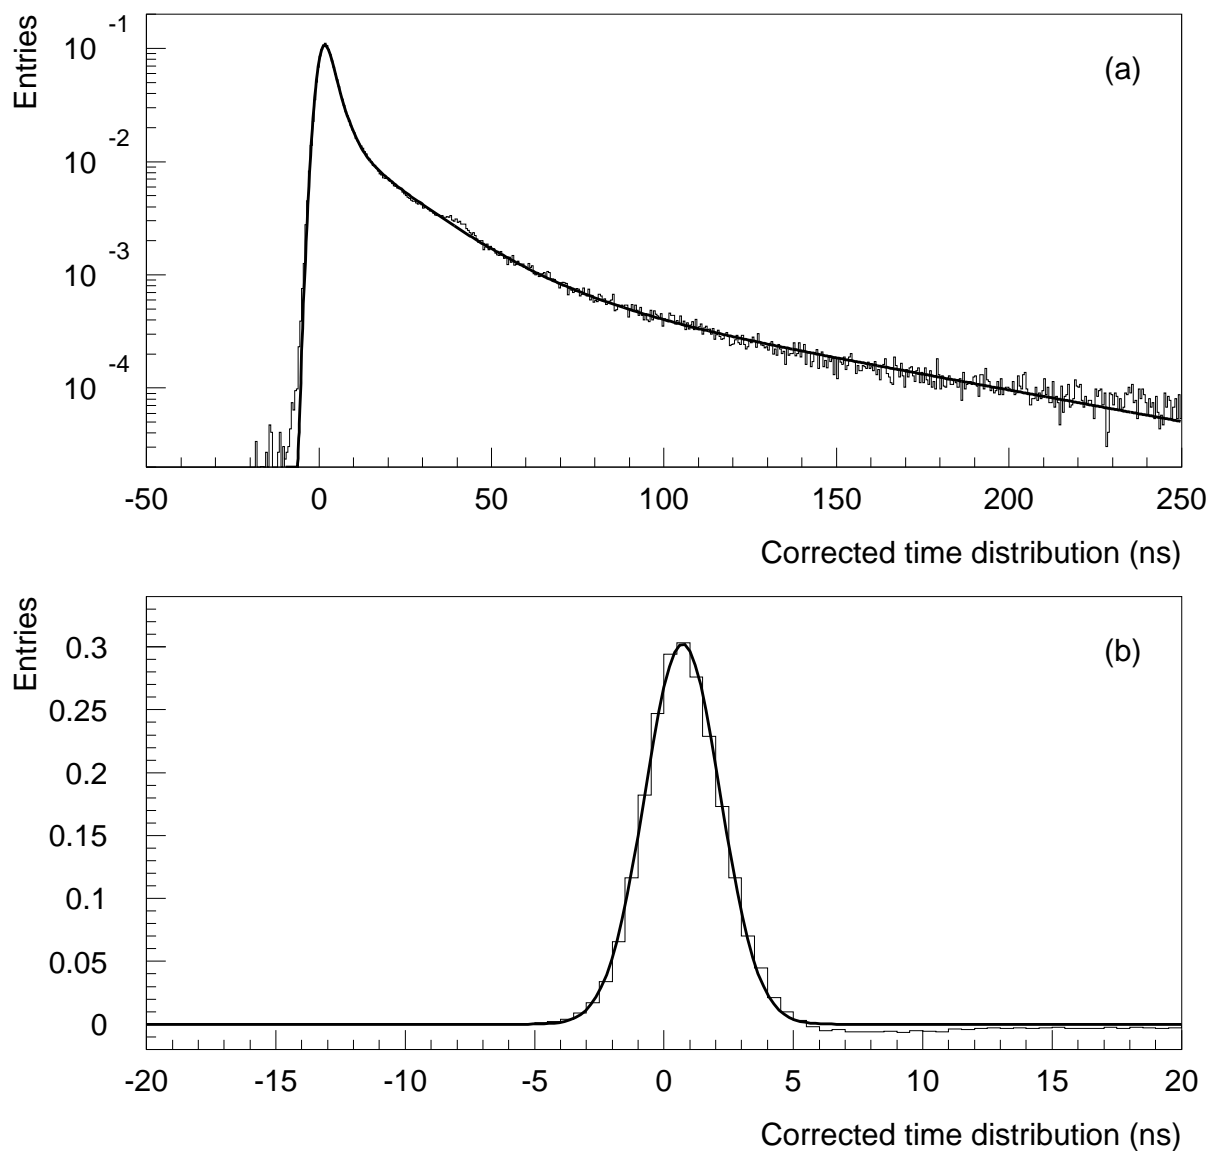 Entries
10 -1
10 -2
10 -3
10 -4
(a)
-50 0 50 100 150 200 250
Corrected time distribution (ns)
Entries
0.3
0.25
0.2
0.15
0.1
0.05
0
(b)
-20 -15 -10 -5 0 5 10 15 20
Corrected time distribution (ns)